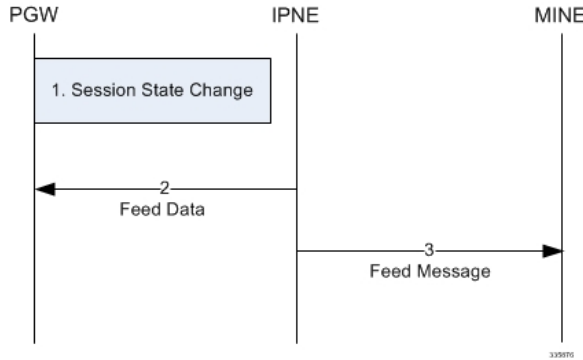 PGW IPNE MINE
1. Session State Change
2
Feed Data
3
Feed Message